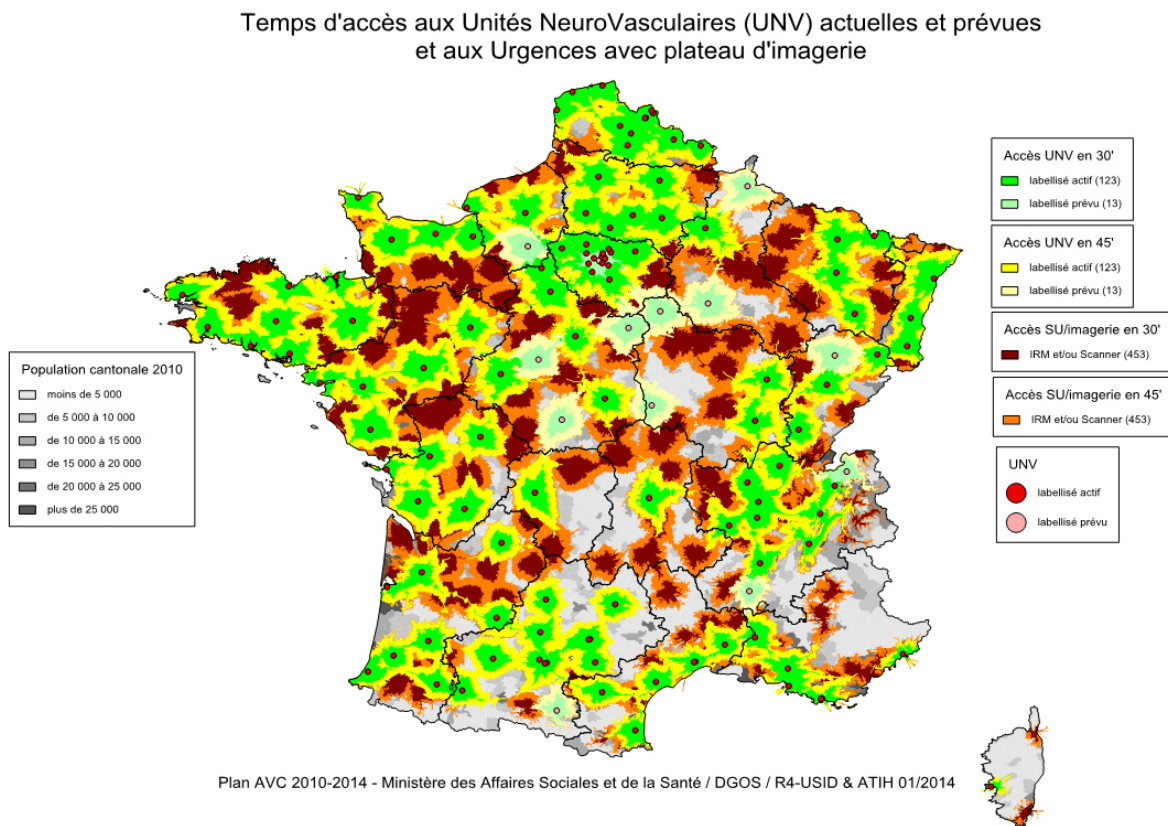 Temps d'accès aux Unités NeuroVasculaires (UNV) actuelles et prévues
et aux Urgences avec plateau d'imagerie
Accès UNV en 30'
labellisé actif (123)
labellisé prévu (13)
Accès UNV en 45'
labellisé actif (123)
labellisé prévu (13)
Accès SU/imagerie en 30'
IRM et/ou Scanner (453)
Accès SU/imagerie en 45'
IRM et/ou Scanner (453)
UNV
labellisé actif
labellisé prévu
Population cantonale 2010
moins de 5 000
de 5 000 à 10 000
de 10 000 à 15 000
de 15 000 à 20 000
de 20 000 à 25 000
plus de 25 000
Plan AVC 2010-2014 - Ministère des Affaires Sociales et de la Santé / DGOS / R4-USID & ATIH 01/2014